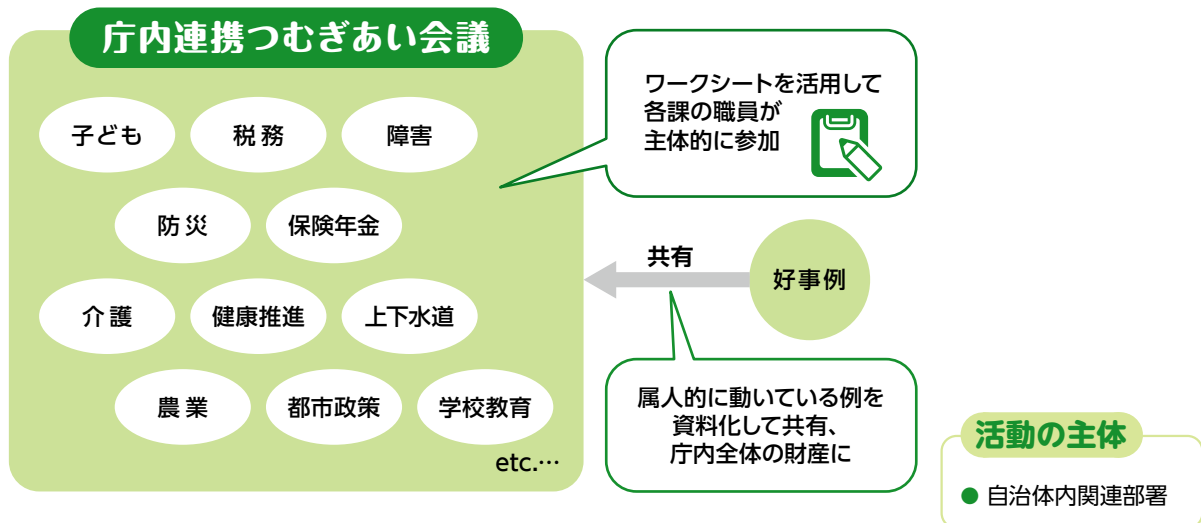 庁内連携つむぎあい会議
子ども
税務
障害
防災
保険年金
介護
健康推進
上下水道
農業
都市政策
学校教育
etc.…
ワークシートを活用して
各課の職員が
主体的に参加
共有
好事例
属人的に動いている例を
資料化して共有、
庁内全体の財産に
活動の主体
● 自治体内関連部署